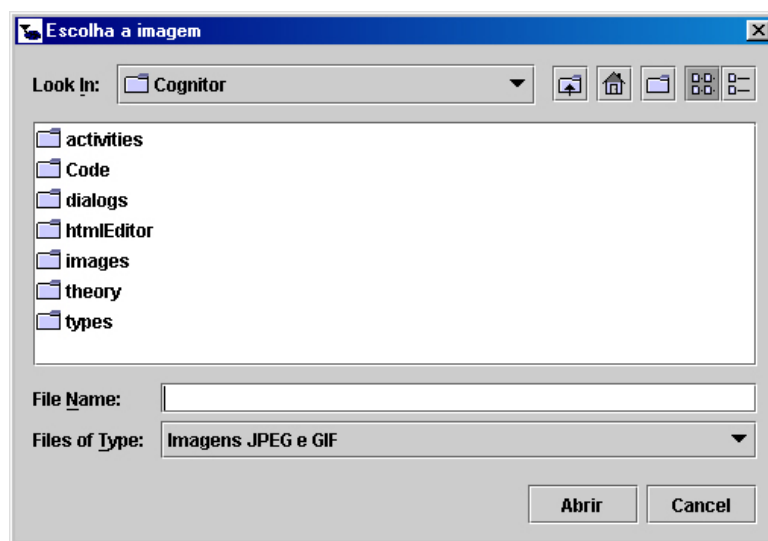 Escolha a imagem
Look In: Cognitor
activities
Code
dialogs
htmlEditor
images
theory
types
File Name:
Files of Type: Imagens JPEG e GIF
Abrir Cancel